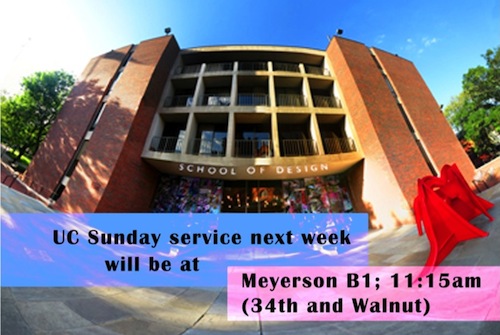 SCHOOL OF DESIGN
UC Sunday service next week
will be at
Meyerson B1; 11:15am
(34th and Walnut)